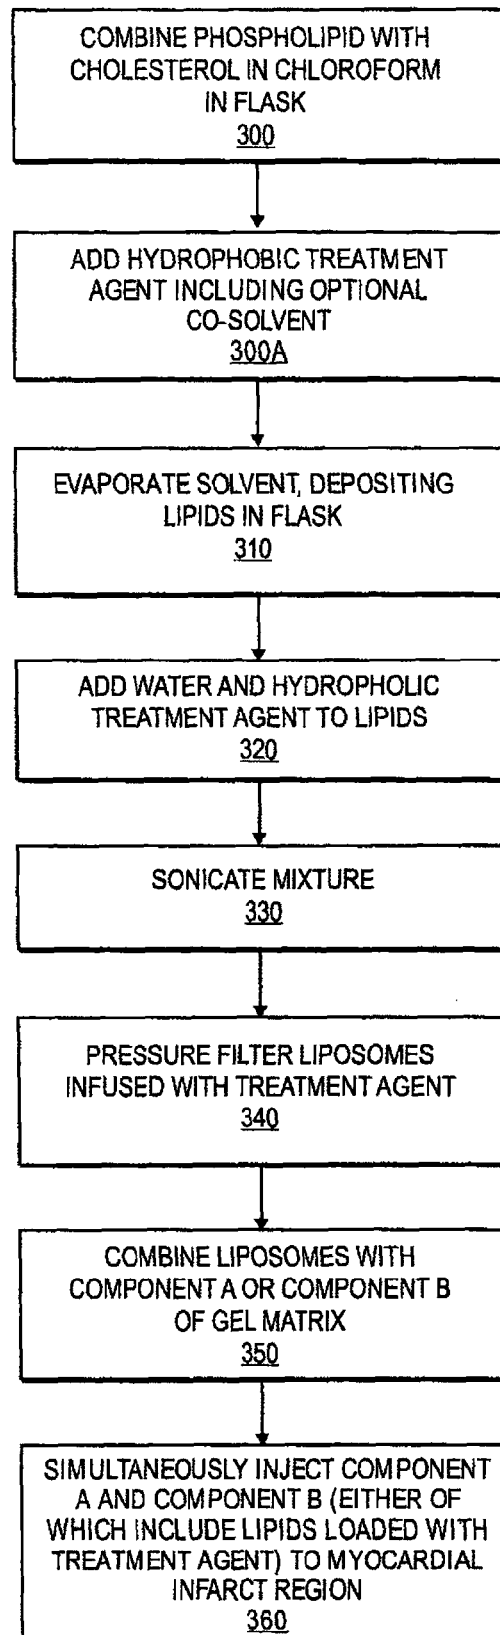 COMBINE PHOSPHOLIPID WITH
CHOLESTEROL IN CHLOROFORM
IN FLASK
300
ADD HYDROPHOBIC TREATMENT
AGENT INCLUDING OPTIONAL
CO-SOLVENT
300A
EVAPORATE SOLVENT, DEPOSITING
LIPIDS IN FLASK
310
ADD WATER AND HYDROPHOLIC
TREATMENT AGENT TO LIPIDS
320
SONICATE MIXTURE
330
PRESSURE FILTER LIPOSOMES
INFUSED WITH TREATMENT AGENT
340
COMBINE LIPOSOMES WITH
COMPONENT A OR COMPONENT B
OF GEL MATRIX
350
SIMULTANEOUSLY INJECT COMPONENT
A AND COMPONENT B (EITHER OF
WHICH INCLUDE LIPIDS LOADED WITH
TREATMENT AGENT) TO MYOCARDIAL
INFARCT REGION
360